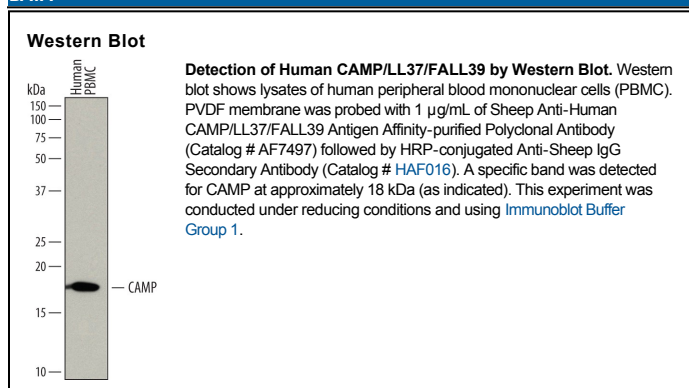 Western Blot
Human
PBMC
kDa
150
100
75
50
37
25
20
15
10
CAMP
Detection of Human CAMP/LL37/FALL39 by Western Blot. Western
blot shows lysates of human peripheral blood mononuclear cells (PBMC).
PVDF membrane was probed with 1 µg/mL of Sheep Anti-Human
CAMP/LL37/FALL39 Antigen Affinity-purified Polyclonal Antibody
(Catalog # AF7497) followed by HRP-conjugated Anti-Sheep IgG
Secondary Antibody (Catalog # HAF016). A specific band was detected
for CAMP at approximately 18 kDa (as indicated). This experiment was
conducted under reducing conditions and using Immunoblot Buffer
Group 1.